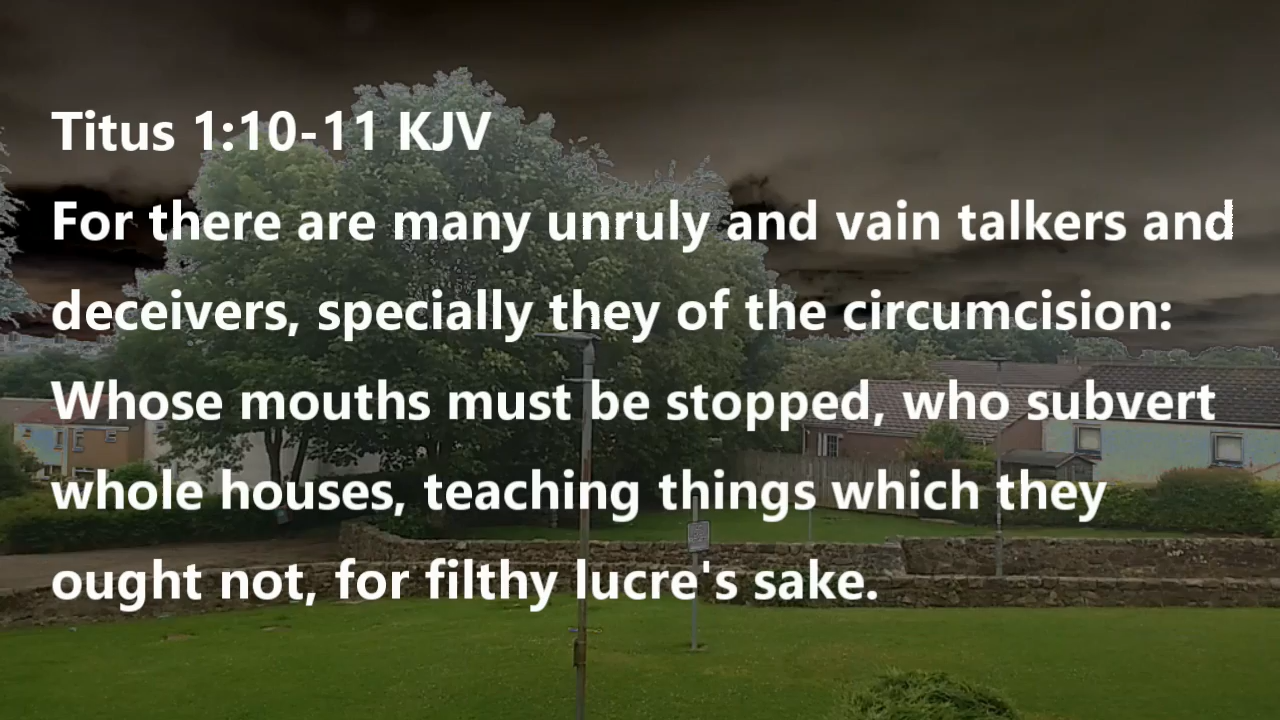 Titus 1:10-11 KJV
For there are many unruly and vain talkers and
deceivers, specially they of the circumcision:
Whose mouths must be stopped, who subvert
whole houses, teaching things which they
ought not, for filthy lucre's sake.